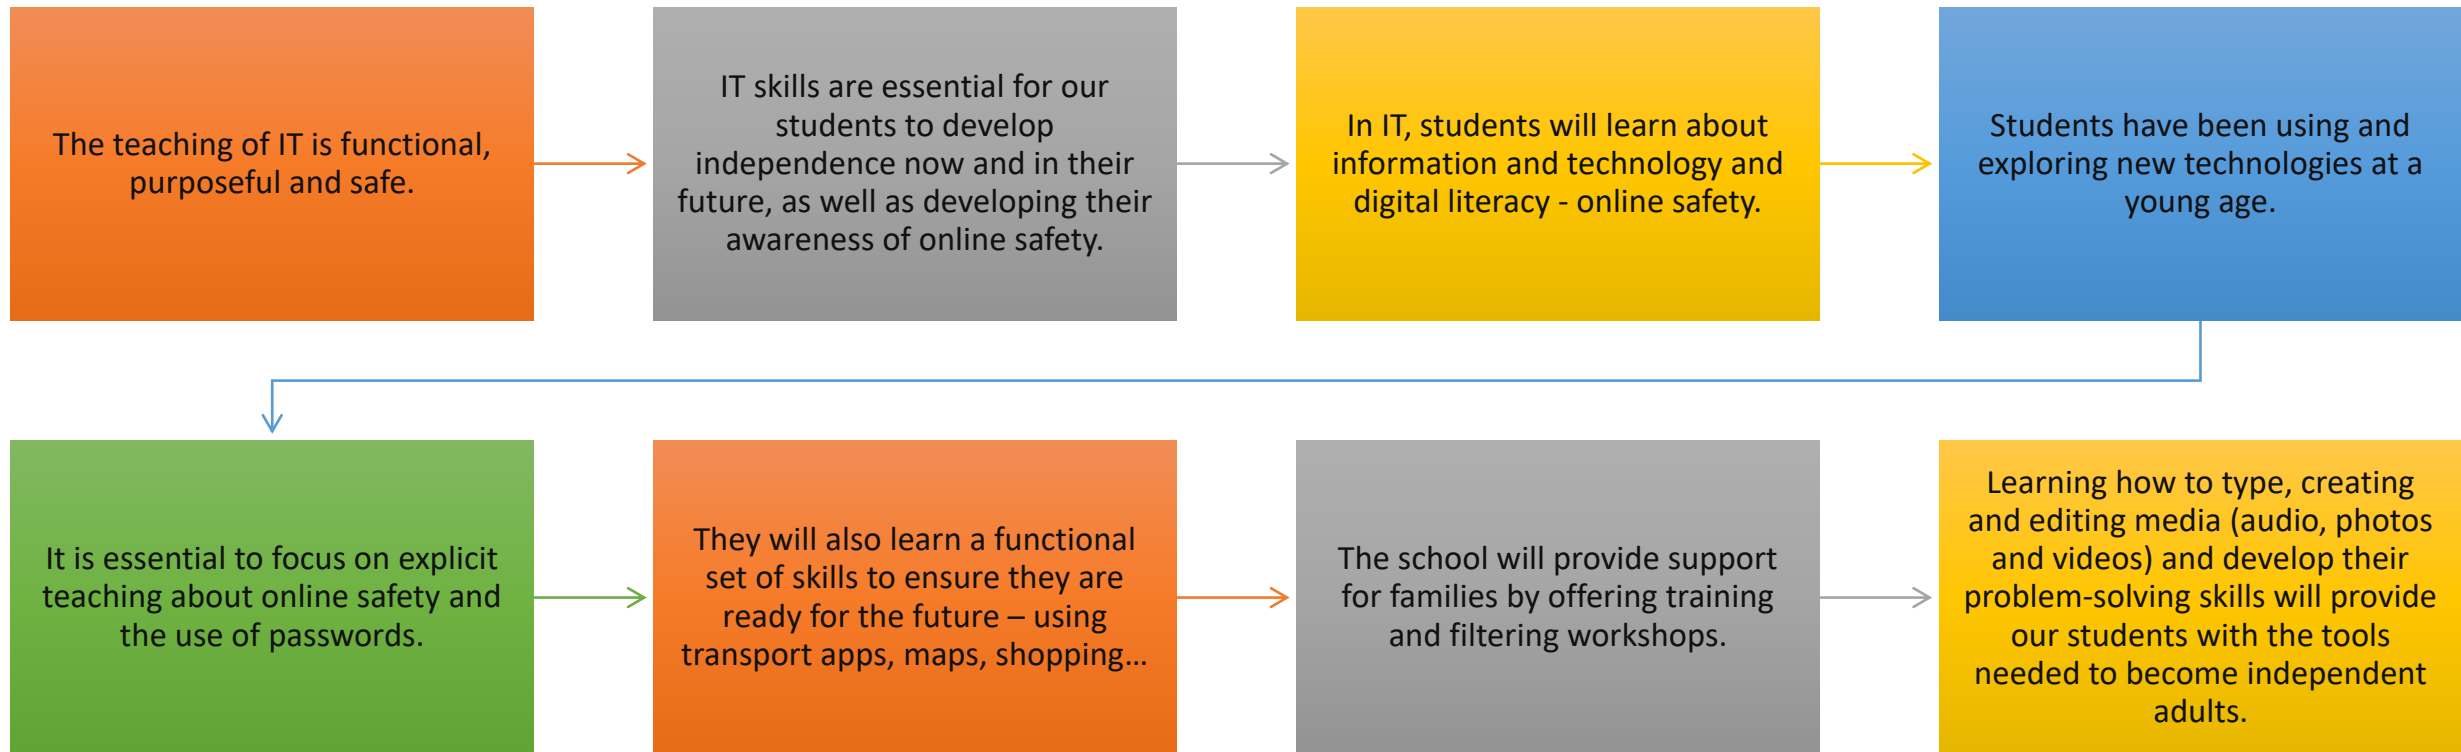 The teaching of IT is functional,
purposeful and safe.
IT skills are essential for our
students to develop
independence now and in their
future, as well as developing their
awareness of online safety.
In IT, students will learn about
information and technology and
digital literacy - online safety.
Students have been using and
exploring new technologies at a
young age.
It is essential to focus on explicit
teaching about online safety and
the use of passwords.
They will also learn a functional
set of skills to ensure they are
ready for the future – using
transport apps, maps, shopping...
The school will provide support
for families by offering training
and filtering workshops.
Learning how to type, creating
and editing media (audio, photos
and videos) and develop their
problem-solving skills will provide
our students with the tools
needed to become independent
adults.